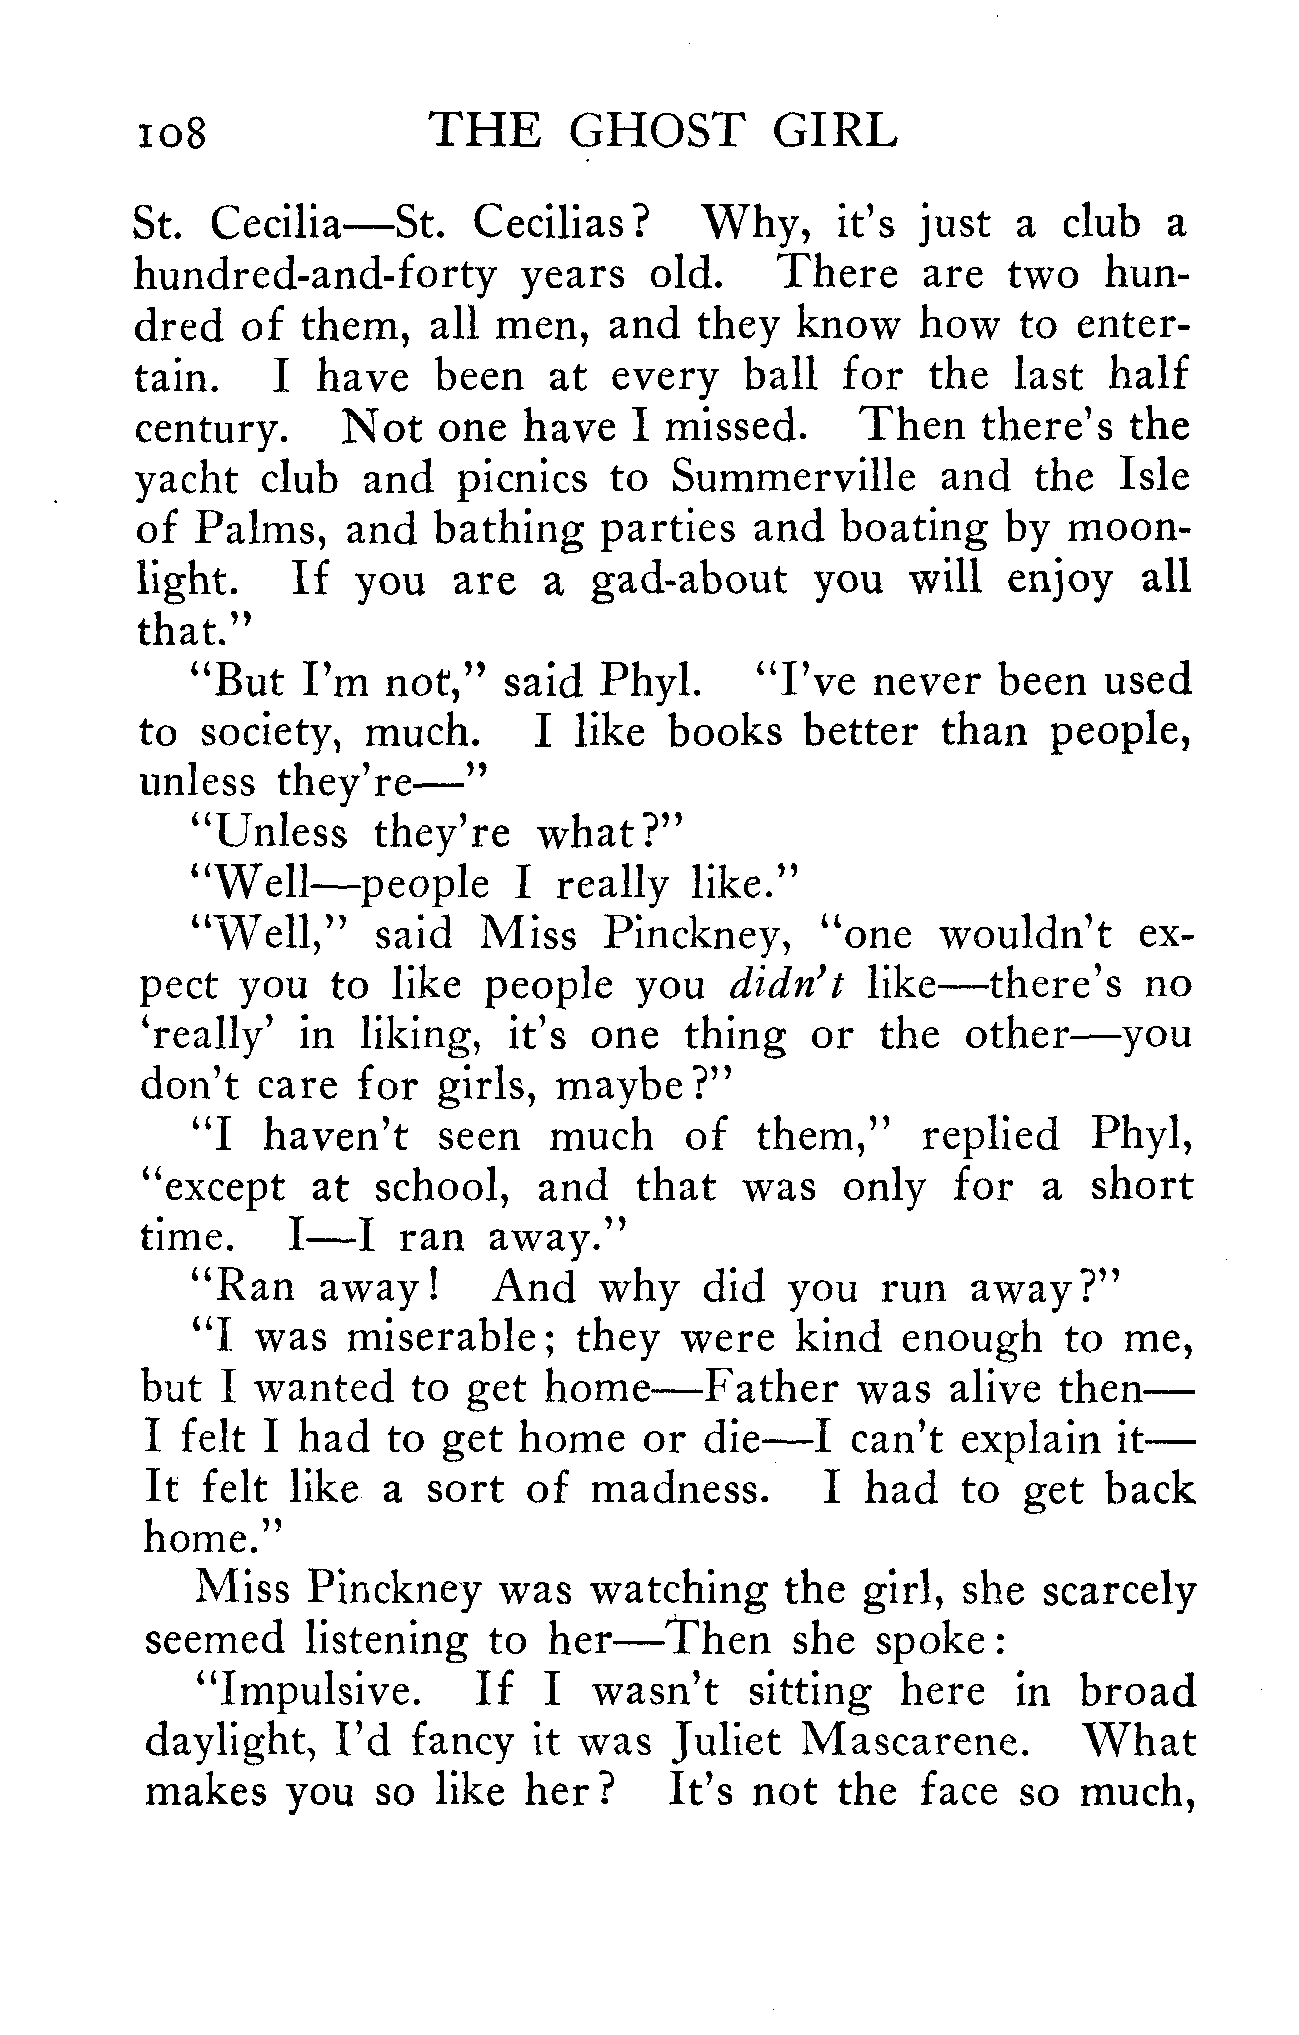 108 THE GHOST GIRL
St. Cecilia—St. Cecilias? Why, it's just a club a
hundred-and-forty years old. There are two hun-
dred of them, all men, and they know how to enter-
tain. I have been at every ball for the last half
century. Not one have I missed. Then there's the
yacht club and picnics to Summerville and the Isle
of Palms, and bathing parties and boating by moon-
light. If you are a gad-about you will enjoy all
that."
"But I'm not," said Phyl. "I've never been used
to society, much. I like books better than people,
unless they're—"
"Unless they're what?"
"Well—people I really like."
"Well," said Miss Pinckney, "one wouldn't ex-
pect you to like people you didn't like—there's no
'really' in liking, it's one thing or the other—you
don't care for girls, maybe?"
"I haven't seen much of them," replied Phyl,
"except at school, and that was only for a short
time. I—I ran away."
"Ran away! And why did you run away?"
"I was miserable; they were kind enough to me,
but I wanted to get home—Father was alive then—
I felt I had to get home or die—I can't explain it—
It felt like a sort of madness. I had to get back
home."
Miss Pinckney was watching the girl, she scarcely
seemed listening to her—Then she spoke:
"Impulsive. If I wasn't sitting here in broad
daylight, I'd fancy it was Juliet Mascarene. What
makes you so like her? It's not the face so much,